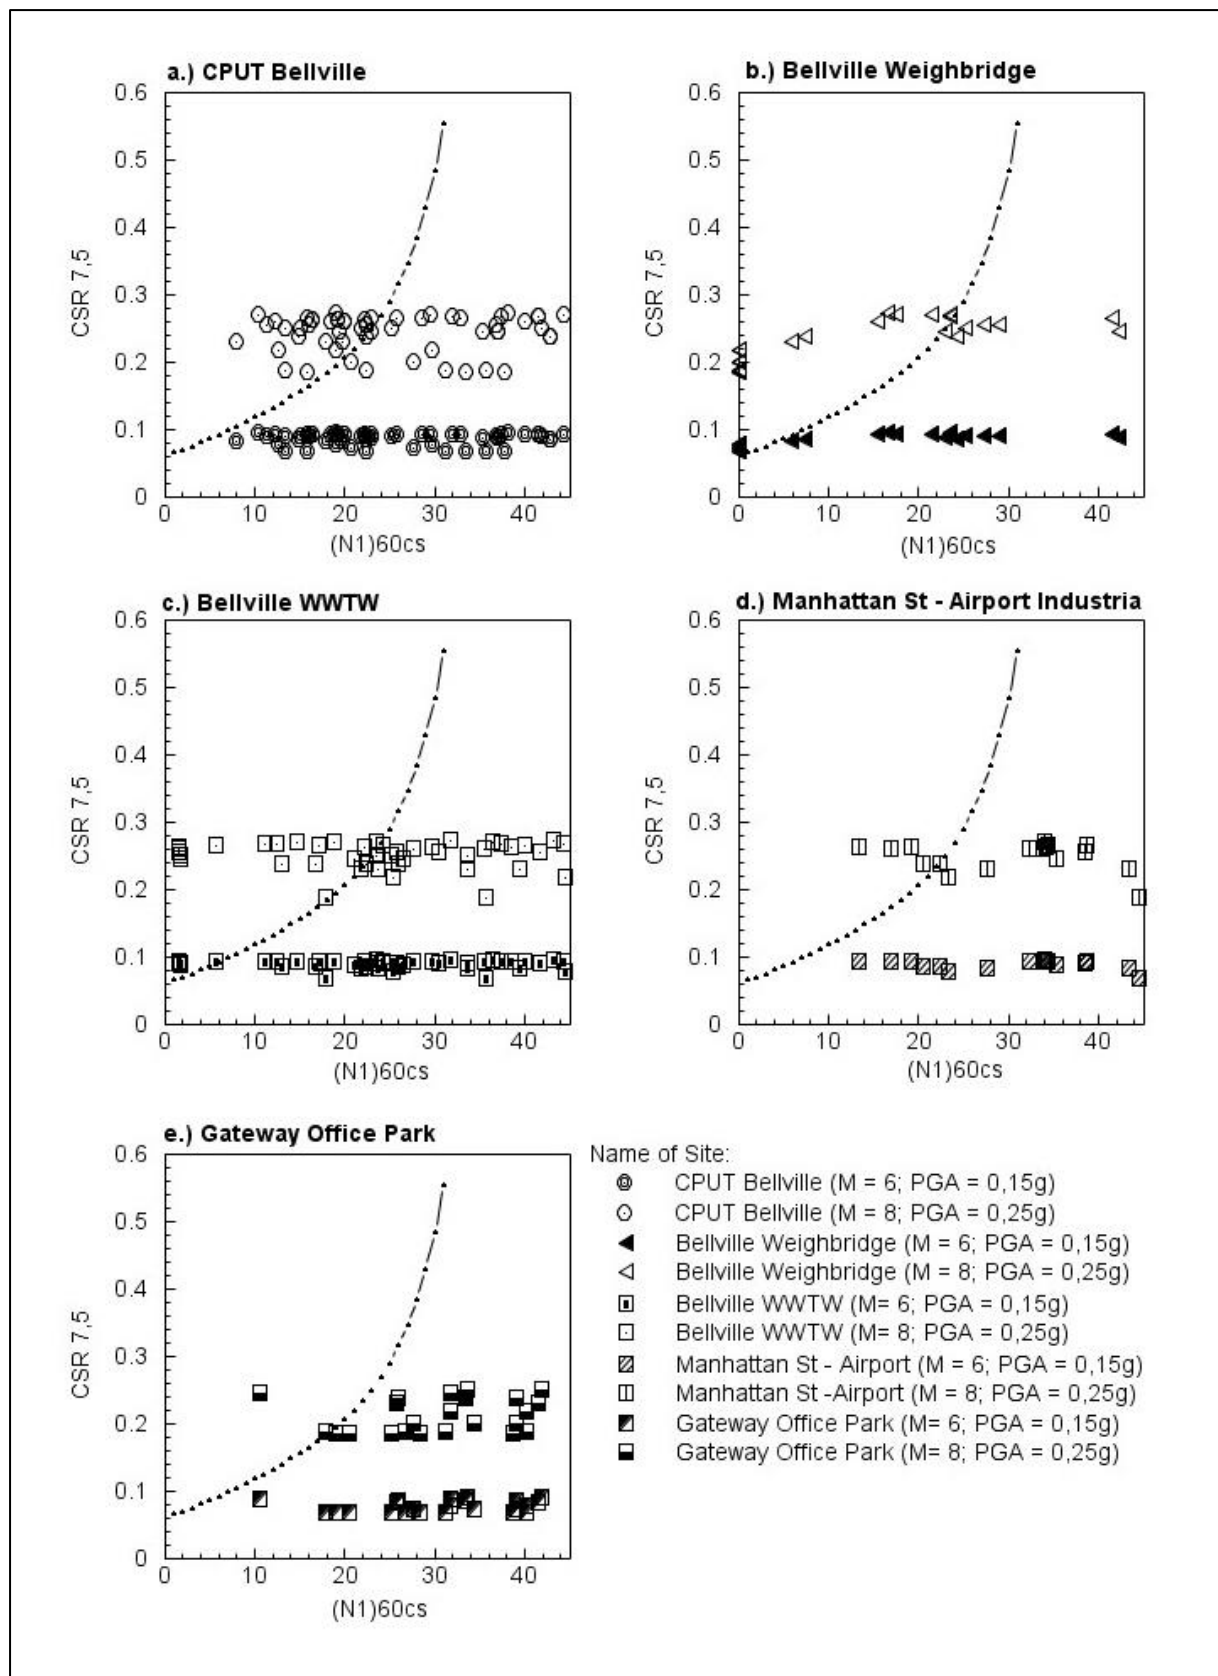 a.) CPUT Bellville
0.6
0.5
0.4
0.3
0.2
0.1
0
CSR 7,5
0 10 20 30 40
(N1)60cs
b.) Bellville Weighbridge
0.6
0.5
0.4
0.3
0.2
0.1
0
CSR 7,5
0 10 20 30 40
(N1)60cs
c.) Bellville WWTW
0.6
0.5
0.4
0.3
0.2
0.1
0
CSR 7,5
0 10 20 30 40
(N1)60cs
d.) Manhattan St - Airport Industria
0.6
0.5
0.4
0.3
0.2
0.1
0
CSR 7,5
0 10 20 30 40
(N1)60cs
e.) Gateway Office Park
0.6
0.5
0.4
0.3
0.2
0.1
0
CSR 7,5
0 10 20 30 40
(N1)60cs
Name of Site:
CPUT Bellville (M = 6; PGA = 0,15g)
CPUT Bellville (M = 8; PGA = 0,25g)
Bellville Weighbridge (M = 6; PGA = 0,15g)
Bellville Weighbridge (M = 8; PGA = 0,25g)
Bellville WWTW (M= 6; PGA = 0,15g)
Bellville WWTW (M= 8; PGA = 0,25g)
Manhattan St - Airport (M = 6; PGA = 0,15g)
Manhattan St -Airport (M = 8; PGA = 0,25g)
Gateway Office Park (M= 6; PGA = 0,15g)
Gateway Office Park (M= 8; PGA = 0,25g)